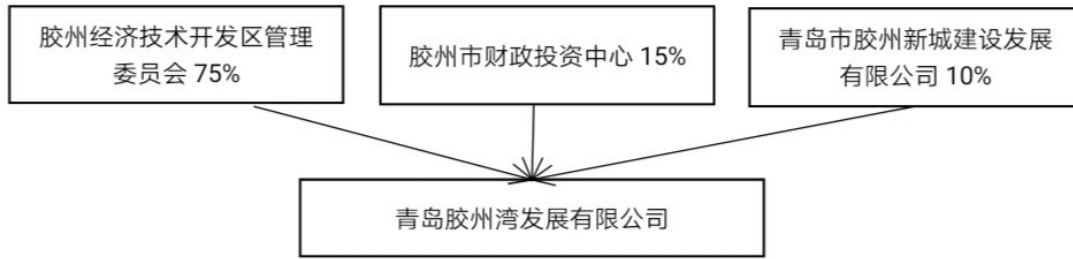 胶州经济技术开发区管理
委员会 75%
胶州市财政投资中心 15%
青岛市胶州新城建设发展
有限公司 10%
青岛胶州湾发展有限公司